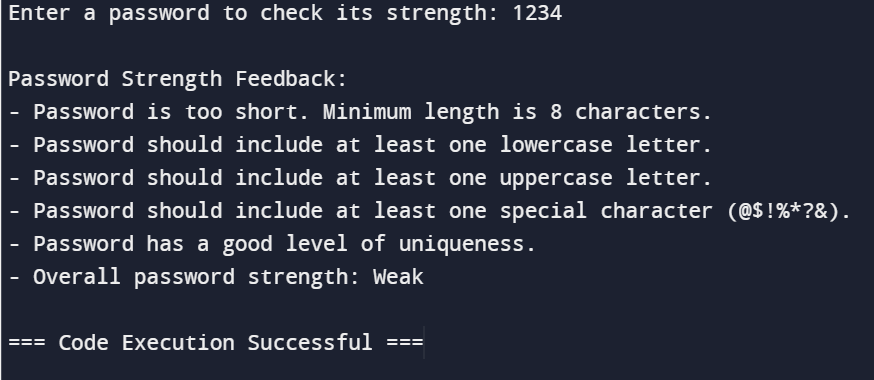 Enter a password to check its strength: 1234
Password Strength Feedback:
- Password is too short. Minimum length is 8 characters.
- Password should include at least one lowercase letter.
- Password should include at least one uppercase letter.
- Password should include at least one special character (@$!%*?&).
- Password has a good level of uniqueness.
- Overall password strength: Weak
=== Code Execution Successful ===